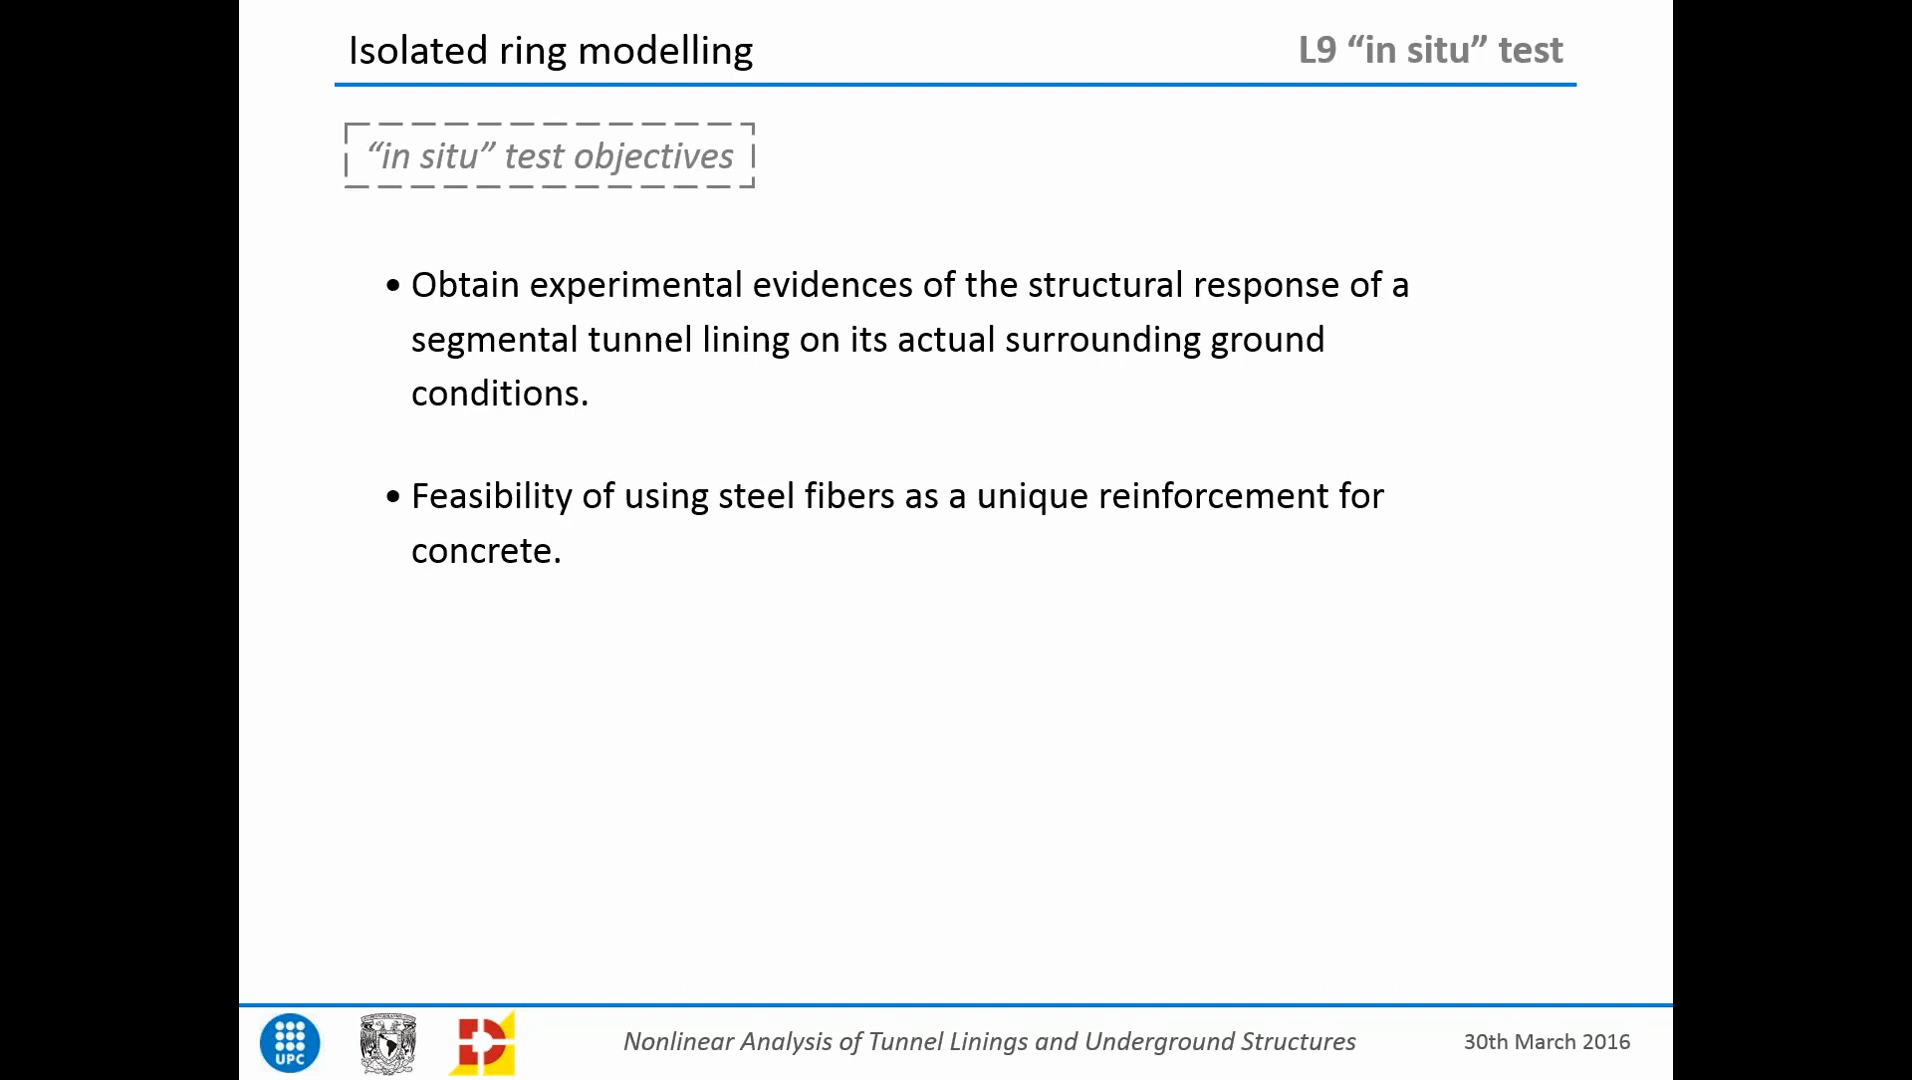 Isolated ring modelling
L9 “in situ” test
“in situ” test objectives
• Obtain experimental evidences of the structural response of a
segmental tunnel lining on its actual surrounding ground
conditions.
• Feasibility of using steel fibers as a unique reinforcement for
concrete.
UPC
Nonlinear Analysis of Tunnel Linings and Underground Structures
30th March 2016